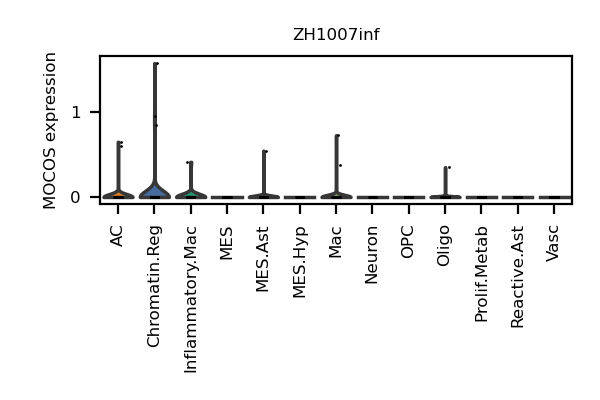 ZH1007inf
MOCOS expression
1
0
AC
Chromatin.Reg
Inflammatory.Mac
MES
MES.Ast
MES.Hyp
Mac
Neuron
OPC
Oligo
Prolif.Metab
Reactive.Ast
Vasc